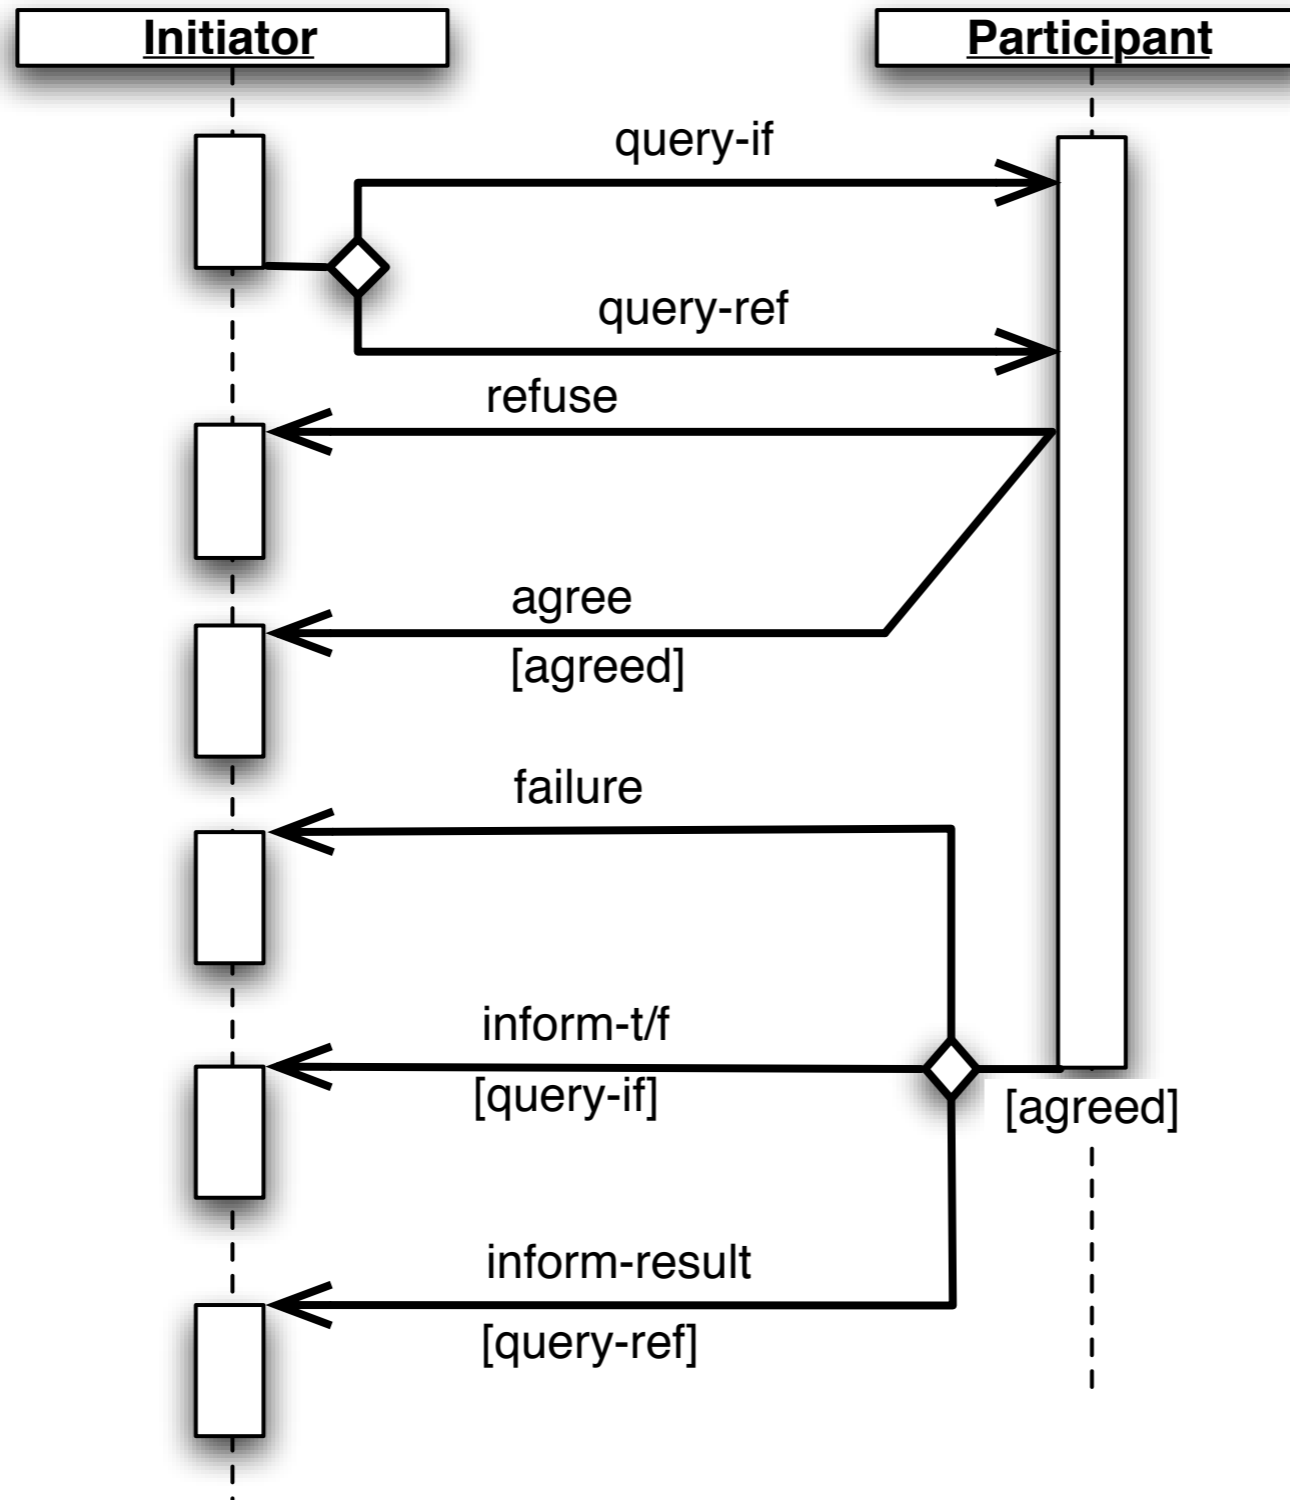 Initiator
Participant
query-if
query-ref
refuse
agree
[agreed]
failure
inform-t/f
[query-if]
[agreed]
inform-result
[query-ref]